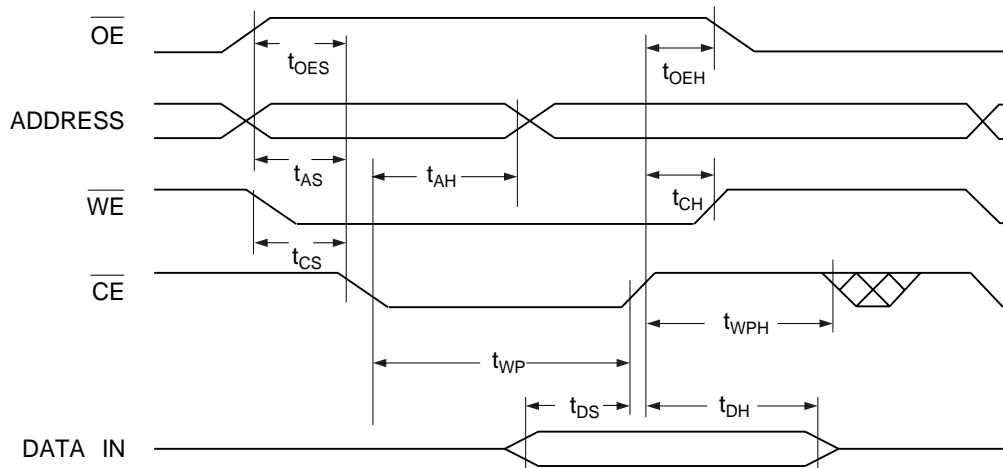 OE
tOES
tOEH
ADDRESS
tAS
tAH
tCH
WE
tCS
CE
tWPH
tWP
tDS
tDH
DATA IN